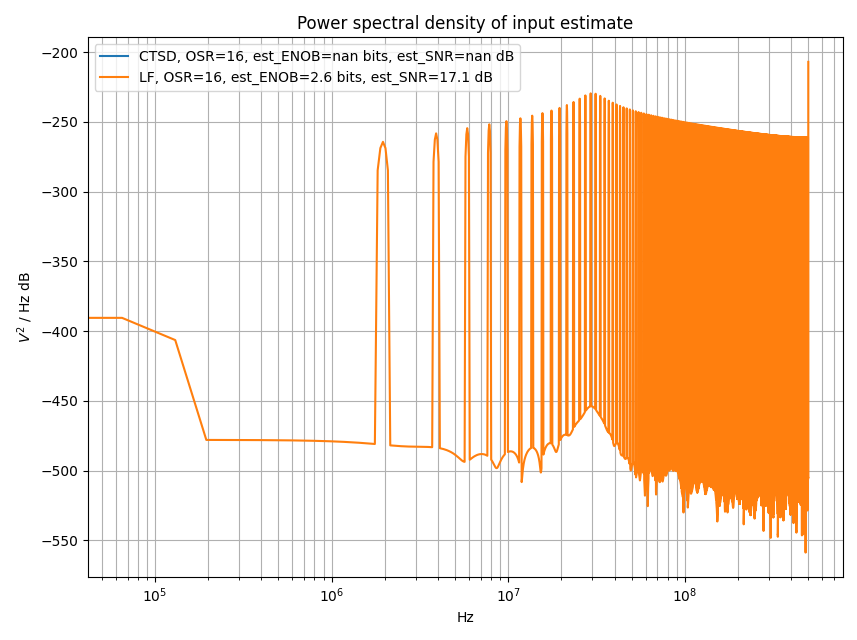 Power spectral density of input estimate
CTSD, OSR=16, est_ENOB=nan bits, est_SNR=nan dB
LF, OSR=16, est_ENOB=2.6 bits, est_SNR=17.1 dB
−200
−250
−300
−350
−400
−450
−500
−550
V² / Hz dB
10⁵
10⁶
10⁷
10⁸
Hz